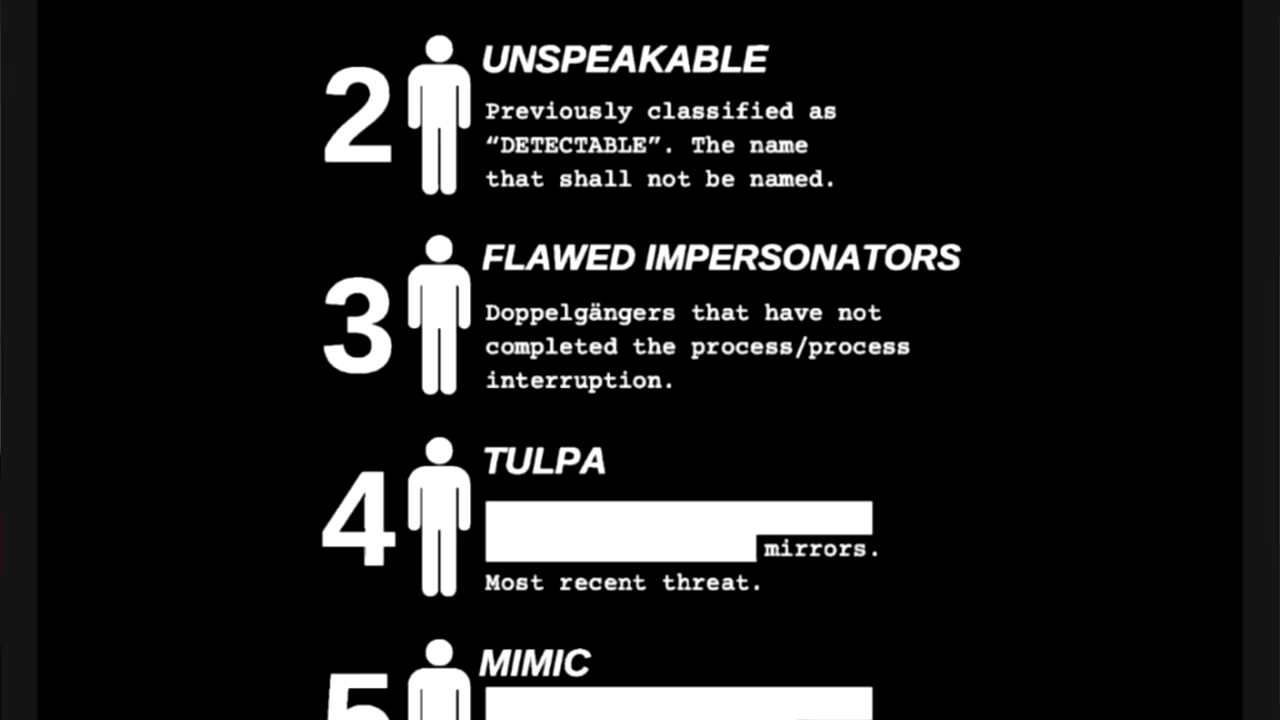 2
UNSPEAKABLE
Previously classified as
“DETECTABLE”. The name
that shall not be named.
3
FLAWED IMPERSONATORS
Doppelgängers that have not
completed the process/process
interruption.
4
TULPA
mirrors.
Most recent threat.
5
MIMIC